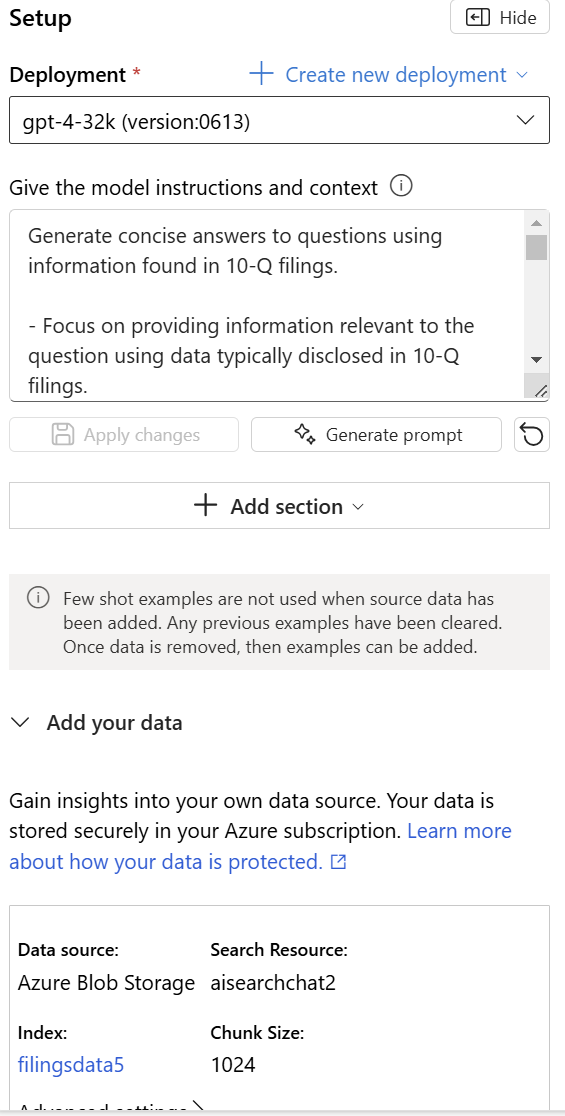 Setup
Hide
Deployment *
Create new deployment
gpt-4-32k (version:0613)
Give the model instructions and context
Generate concise answers to questions using
information found in 10-Q filings.
- Focus on providing information relevant to the
question using data typically disclosed in 10-Q
filings.
Apply changes
Generate prompt
Add section
Few shot examples are not used when source data has
been added. Any previous examples have been cleared.
Once data is removed, then examples can be added.
Add your data
Gain insights into your own data source. Your data is
stored securely in your Azure subscription. Learn more
about how your data is protected.
Data source:
Search Resource:
Azure Blob Storage
aisearchchat2
Index:
Chunk Size:
filingsdata5
1024
Advanced settings